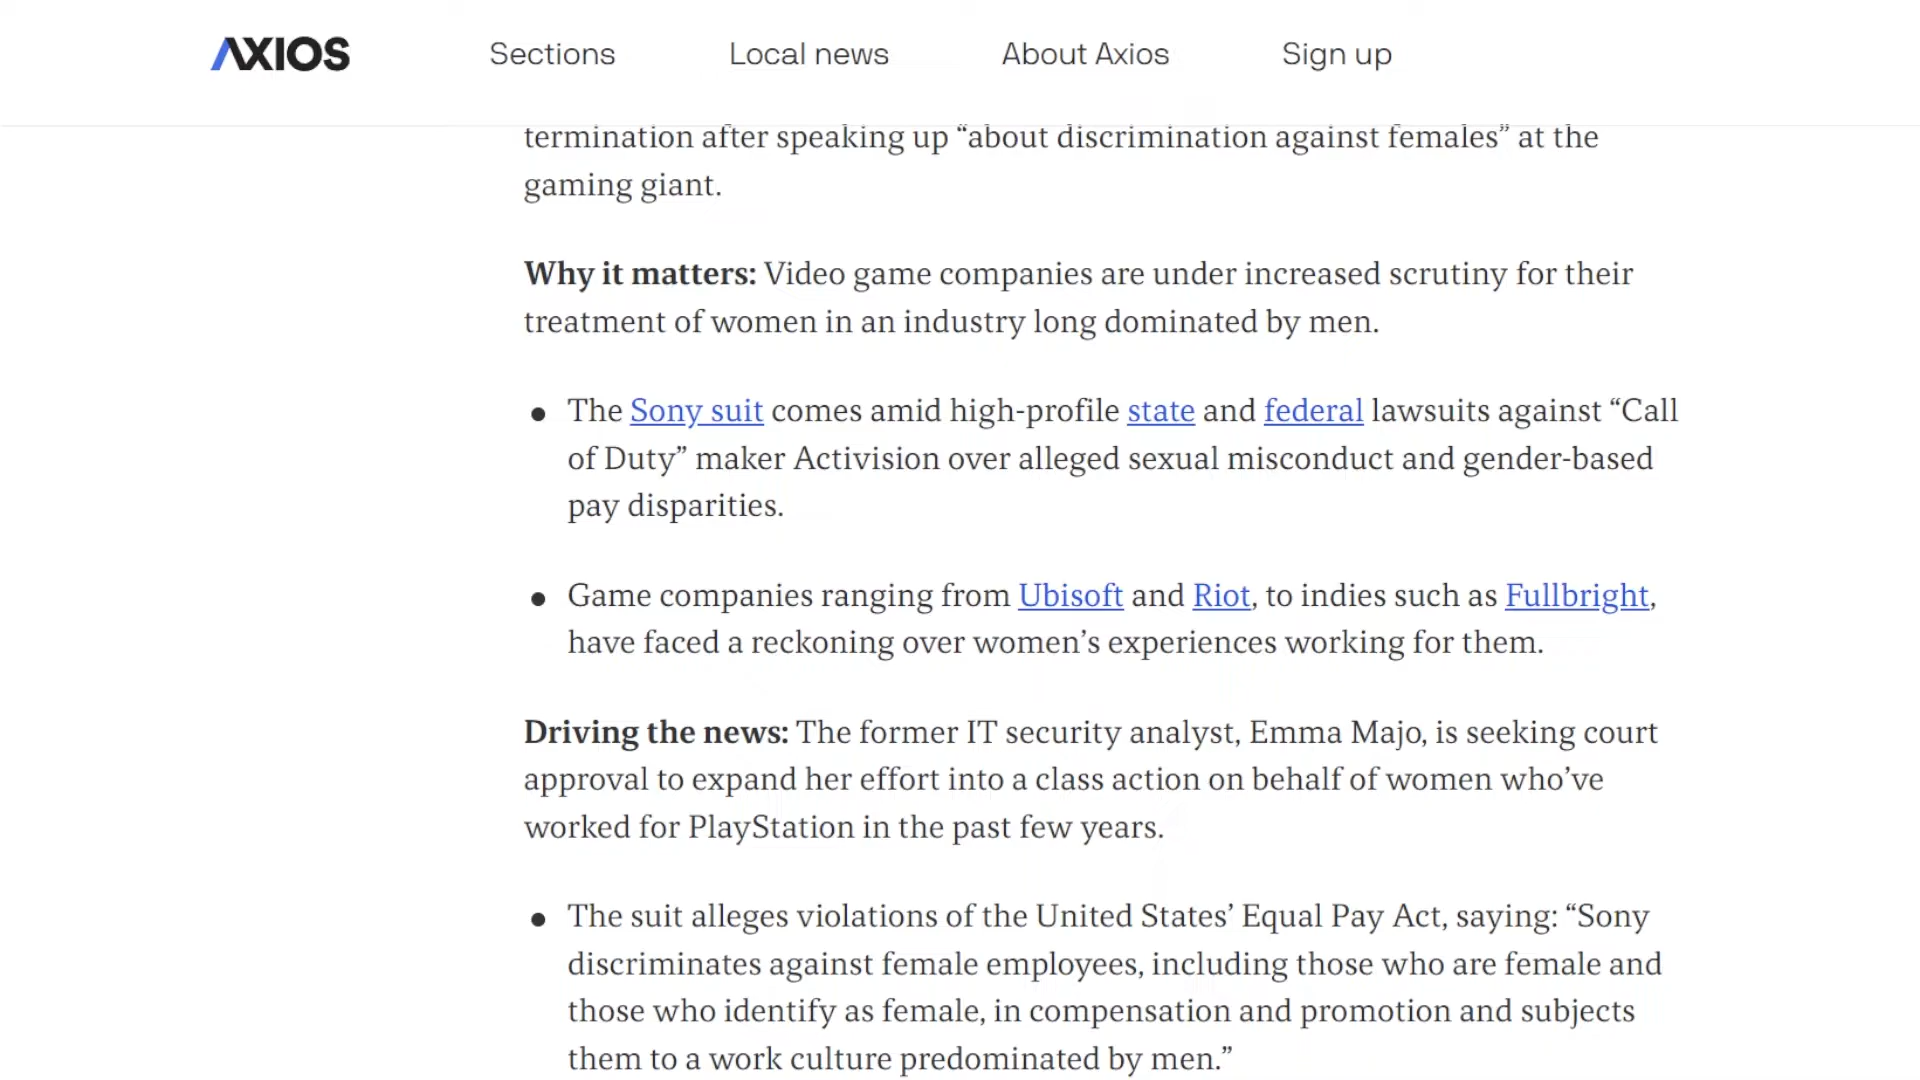 AXIOS
Sections
Local news
About Axios
Sign up
termination after speaking up “about discrimination against females” at the
gaming giant.
Why it matters: Video game companies are under increased scrutiny for their
treatment of women in an industry long dominated by men.
● The Sony suit comes amid high-profile state and federal lawsuits against “Call
of Duty” maker Activision over alleged sexual misconduct and gender-based
pay disparities.
● Game companies ranging from Ubisoft and Riot, to indies such as Fullbright,
have faced a reckoning over women’s experiences working for them.
Driving the news: The former IT security analyst, Emma Majo, is seeking court
approval to expand her effort into a class action on behalf of women who’ve
worked for PlayStation in the past few years.
● The suit alleges violations of the United States’ Equal Pay Act, saying: “Sony
discriminates against female employees, including those who are female and
those who identify as female, in compensation and promotion and subjects
them to a work culture predominated by men.”